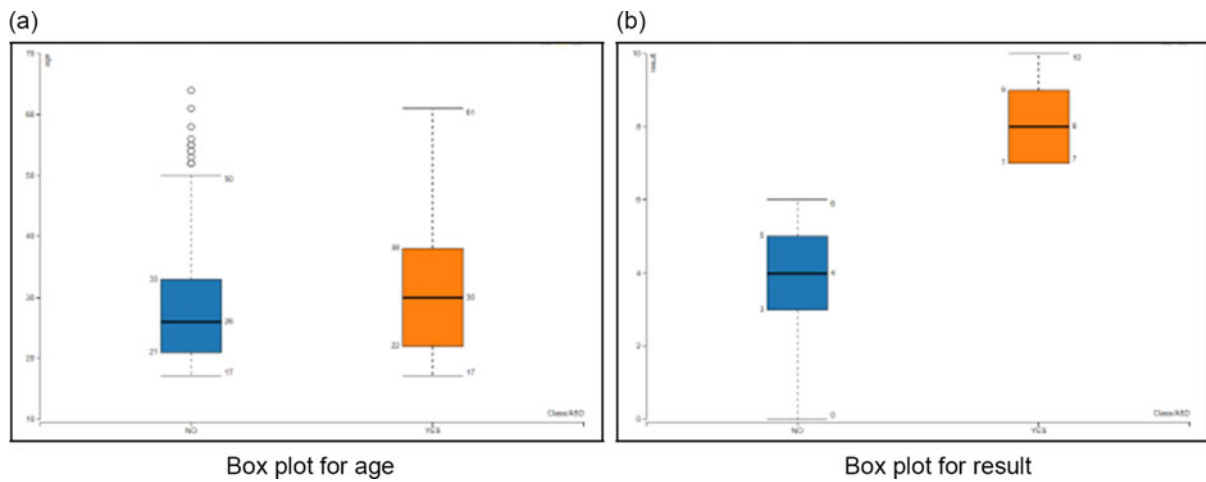 (a)
age
70
60
50
40
30
20
10
50
33
26
21
17
61
38
30
22
17
NO
YES
Class/ASD
Box plot for age
(b)
result
10
8
6
4
2
0
6
5
4
3
0
10
9
8
7
7
NO
YES
Class/ASD
Box plot for result